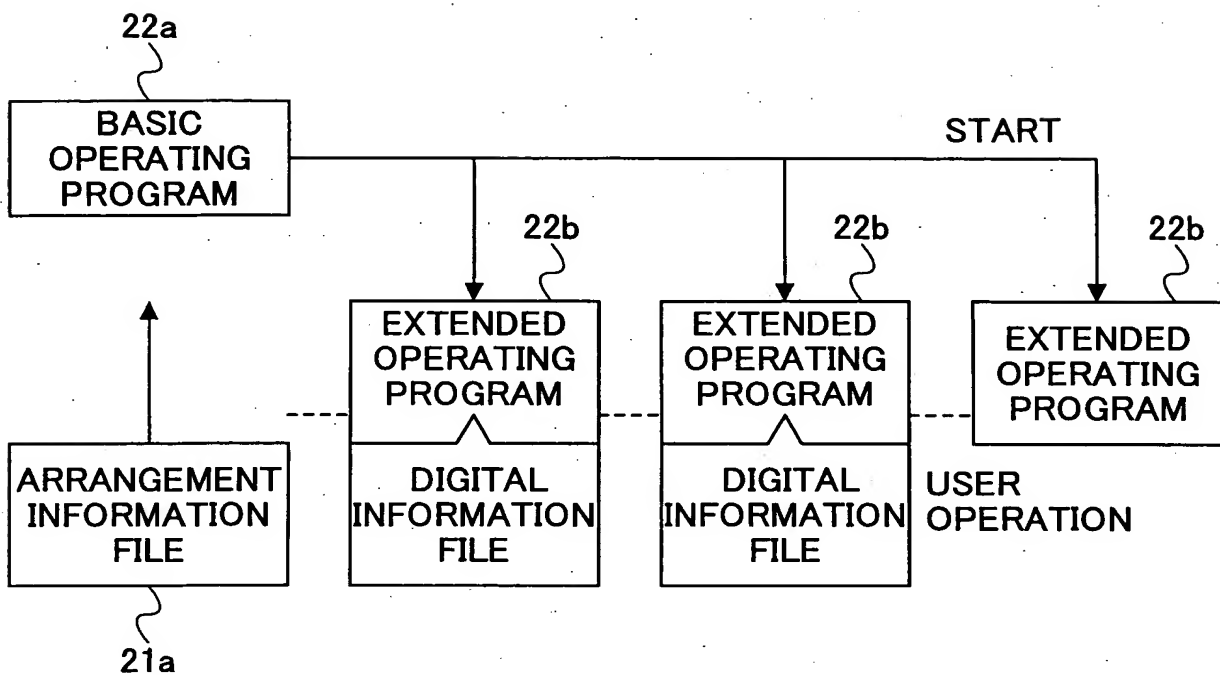 22a
BASIC
OPERATING
PROGRAM
START
22b
22b
22b
EXTENDED
OPERATING
PROGRAM
EXTENDED
OPERATING
PROGRAM
EXTENDED
OPERATING
PROGRAM
ARRANGEMENT
INFORMATION
FILE
DIGITAL
INFORMATION
FILE
DIGITAL
INFORMATION
FILE
USER
OPERATION
21a